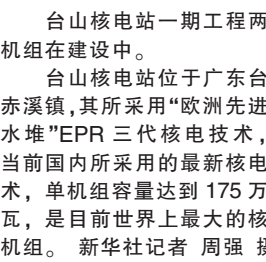 台山核电站一期工程两
机组在建设中。
台山核电站位于广东台
赤溪镇，其所采用“欧洲先进
水堆”EPR 三代核电技术，
当前国内所采用的最新核电
术，单机组容量达到 175 万
瓦，是目前世界上最大的核
机组。 新华社记者 周强 摄